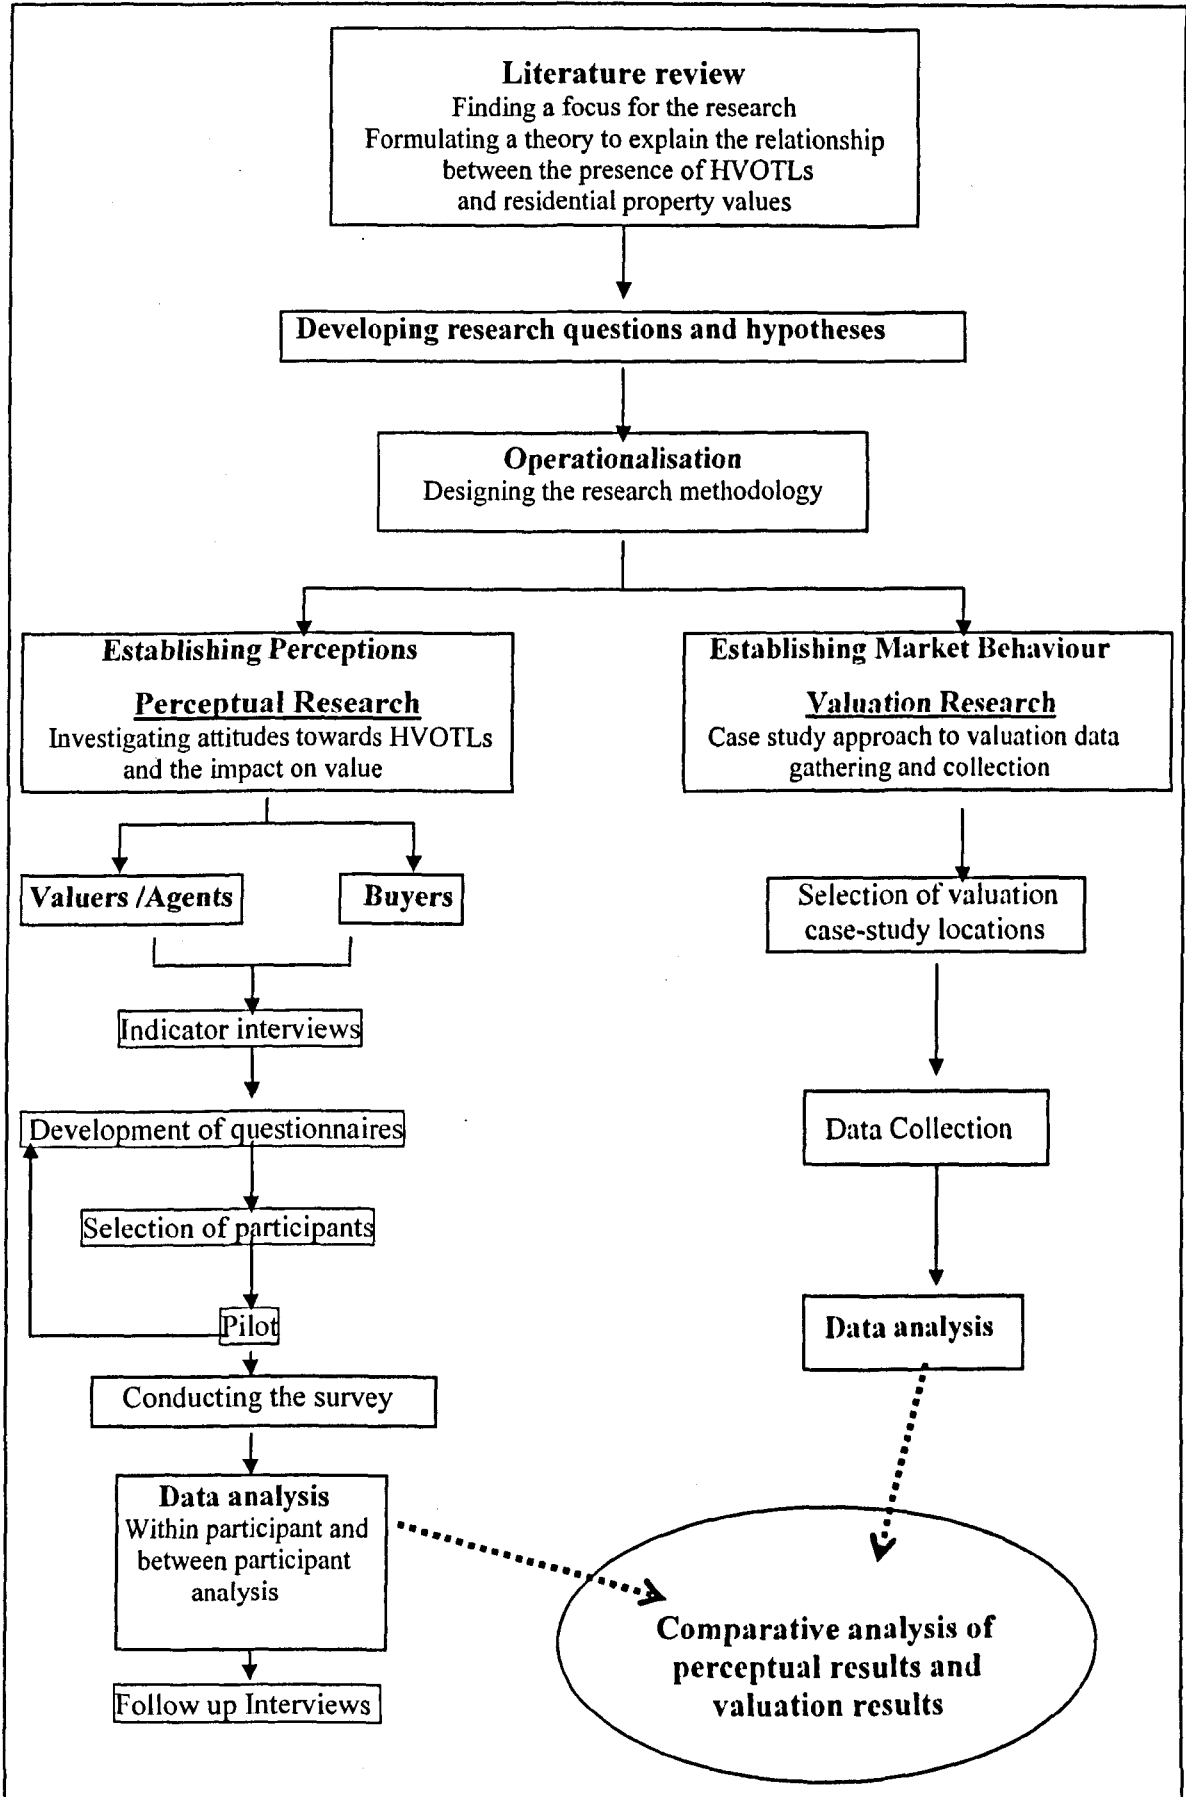 Literature review
Finding a focus for the research
Formulating a theory to explain the relationship
between the presence of HVOTLs
and residential property values
Developing research questions and hypotheses
Operationalisation
Designing the research methodology
Establishing Perceptions
Perceptual Research
Investigating attitudes towards HVOTLs
and the impact on value
Establishing Market Behaviour
Valuation Research
Case study approach to valuation data
gathering and collection
Valuers /Agents
Buyers
Selection of valuation
case-study locations
Indicator interviews
Development of questionnaires
Data Collection
Selection of participants
Pilot
Data analysis
Conducting the survey
Data analysis
Within participant and
between participant
analysis
Follow up Interviews
Comparative analysis of
perceptual results and
valuation results